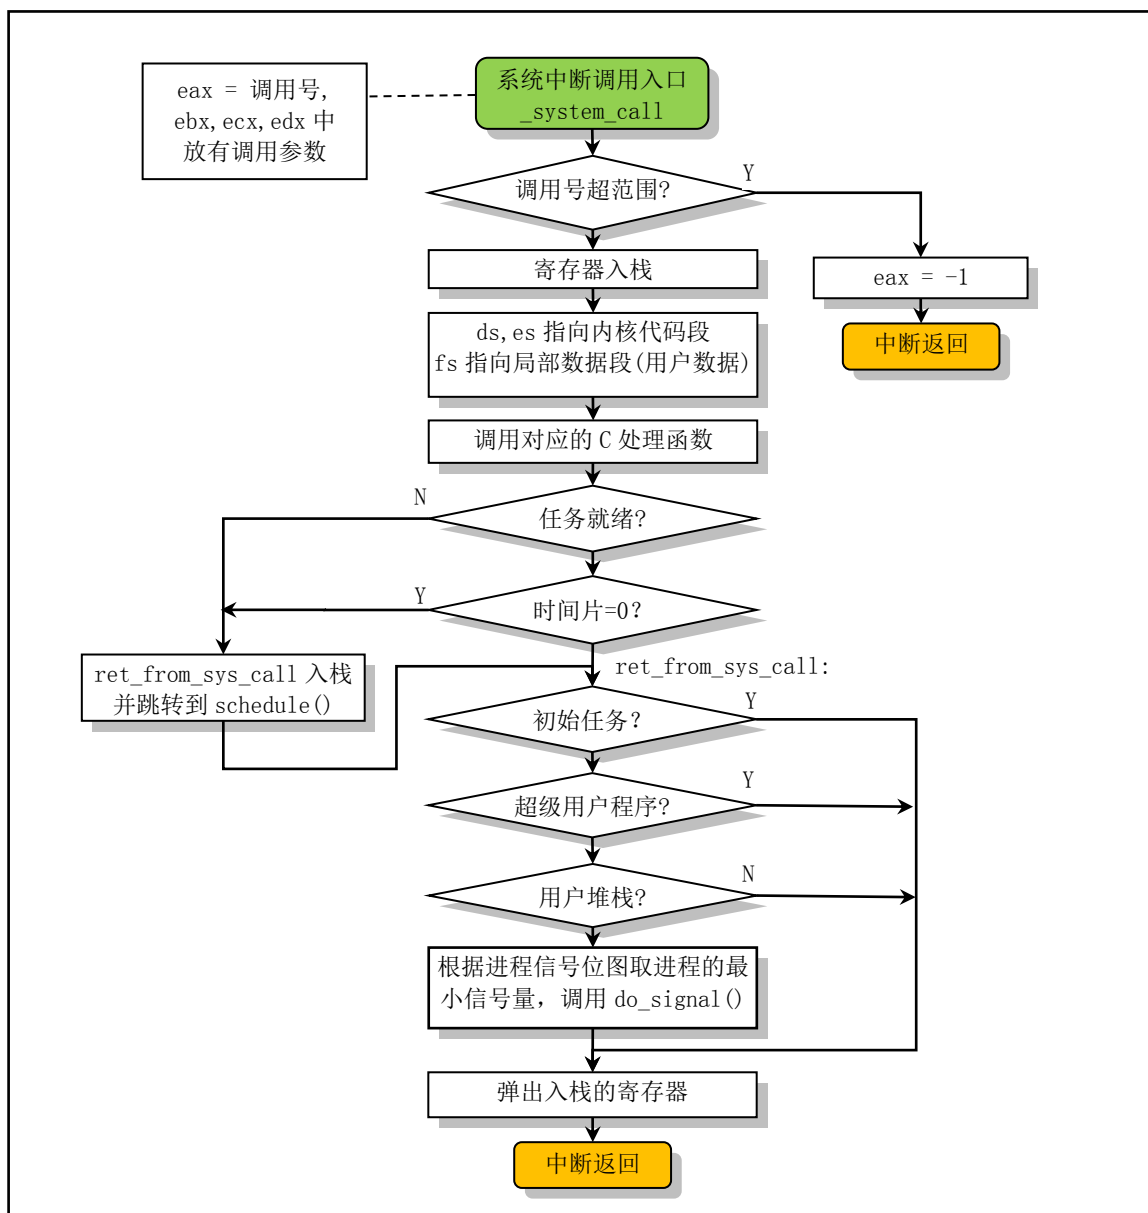 系统中断调用入口
_system_call
eax = 调用号,
ebx,ecx,edx 中
放有调用参数
调用号超范围?
Y
寄存器入栈
eax = -1
ds,es 指向内核代码段
fs 指向局部数据段(用户数据)
中断返回
调用对应的 C 处理函数
N
任务就绪?
Y
时间片=0?
ret_from_sys_call 入栈
并跳转到 schedule()
ret_from_sys_call:
初始任务?
Y
超级用户程序?
Y
用户堆栈?
N
根据进程信号位图取进程的最
小信号量，调用 do_signal()
弹出入栈的寄存器
中断返回